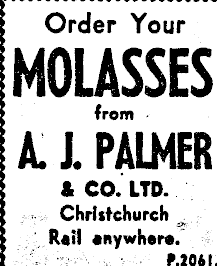 Order Your
MOLASSES
from
A. J. PALMER
& CO. LTD.
Christchurch
Rail anywhere.
P.2061.